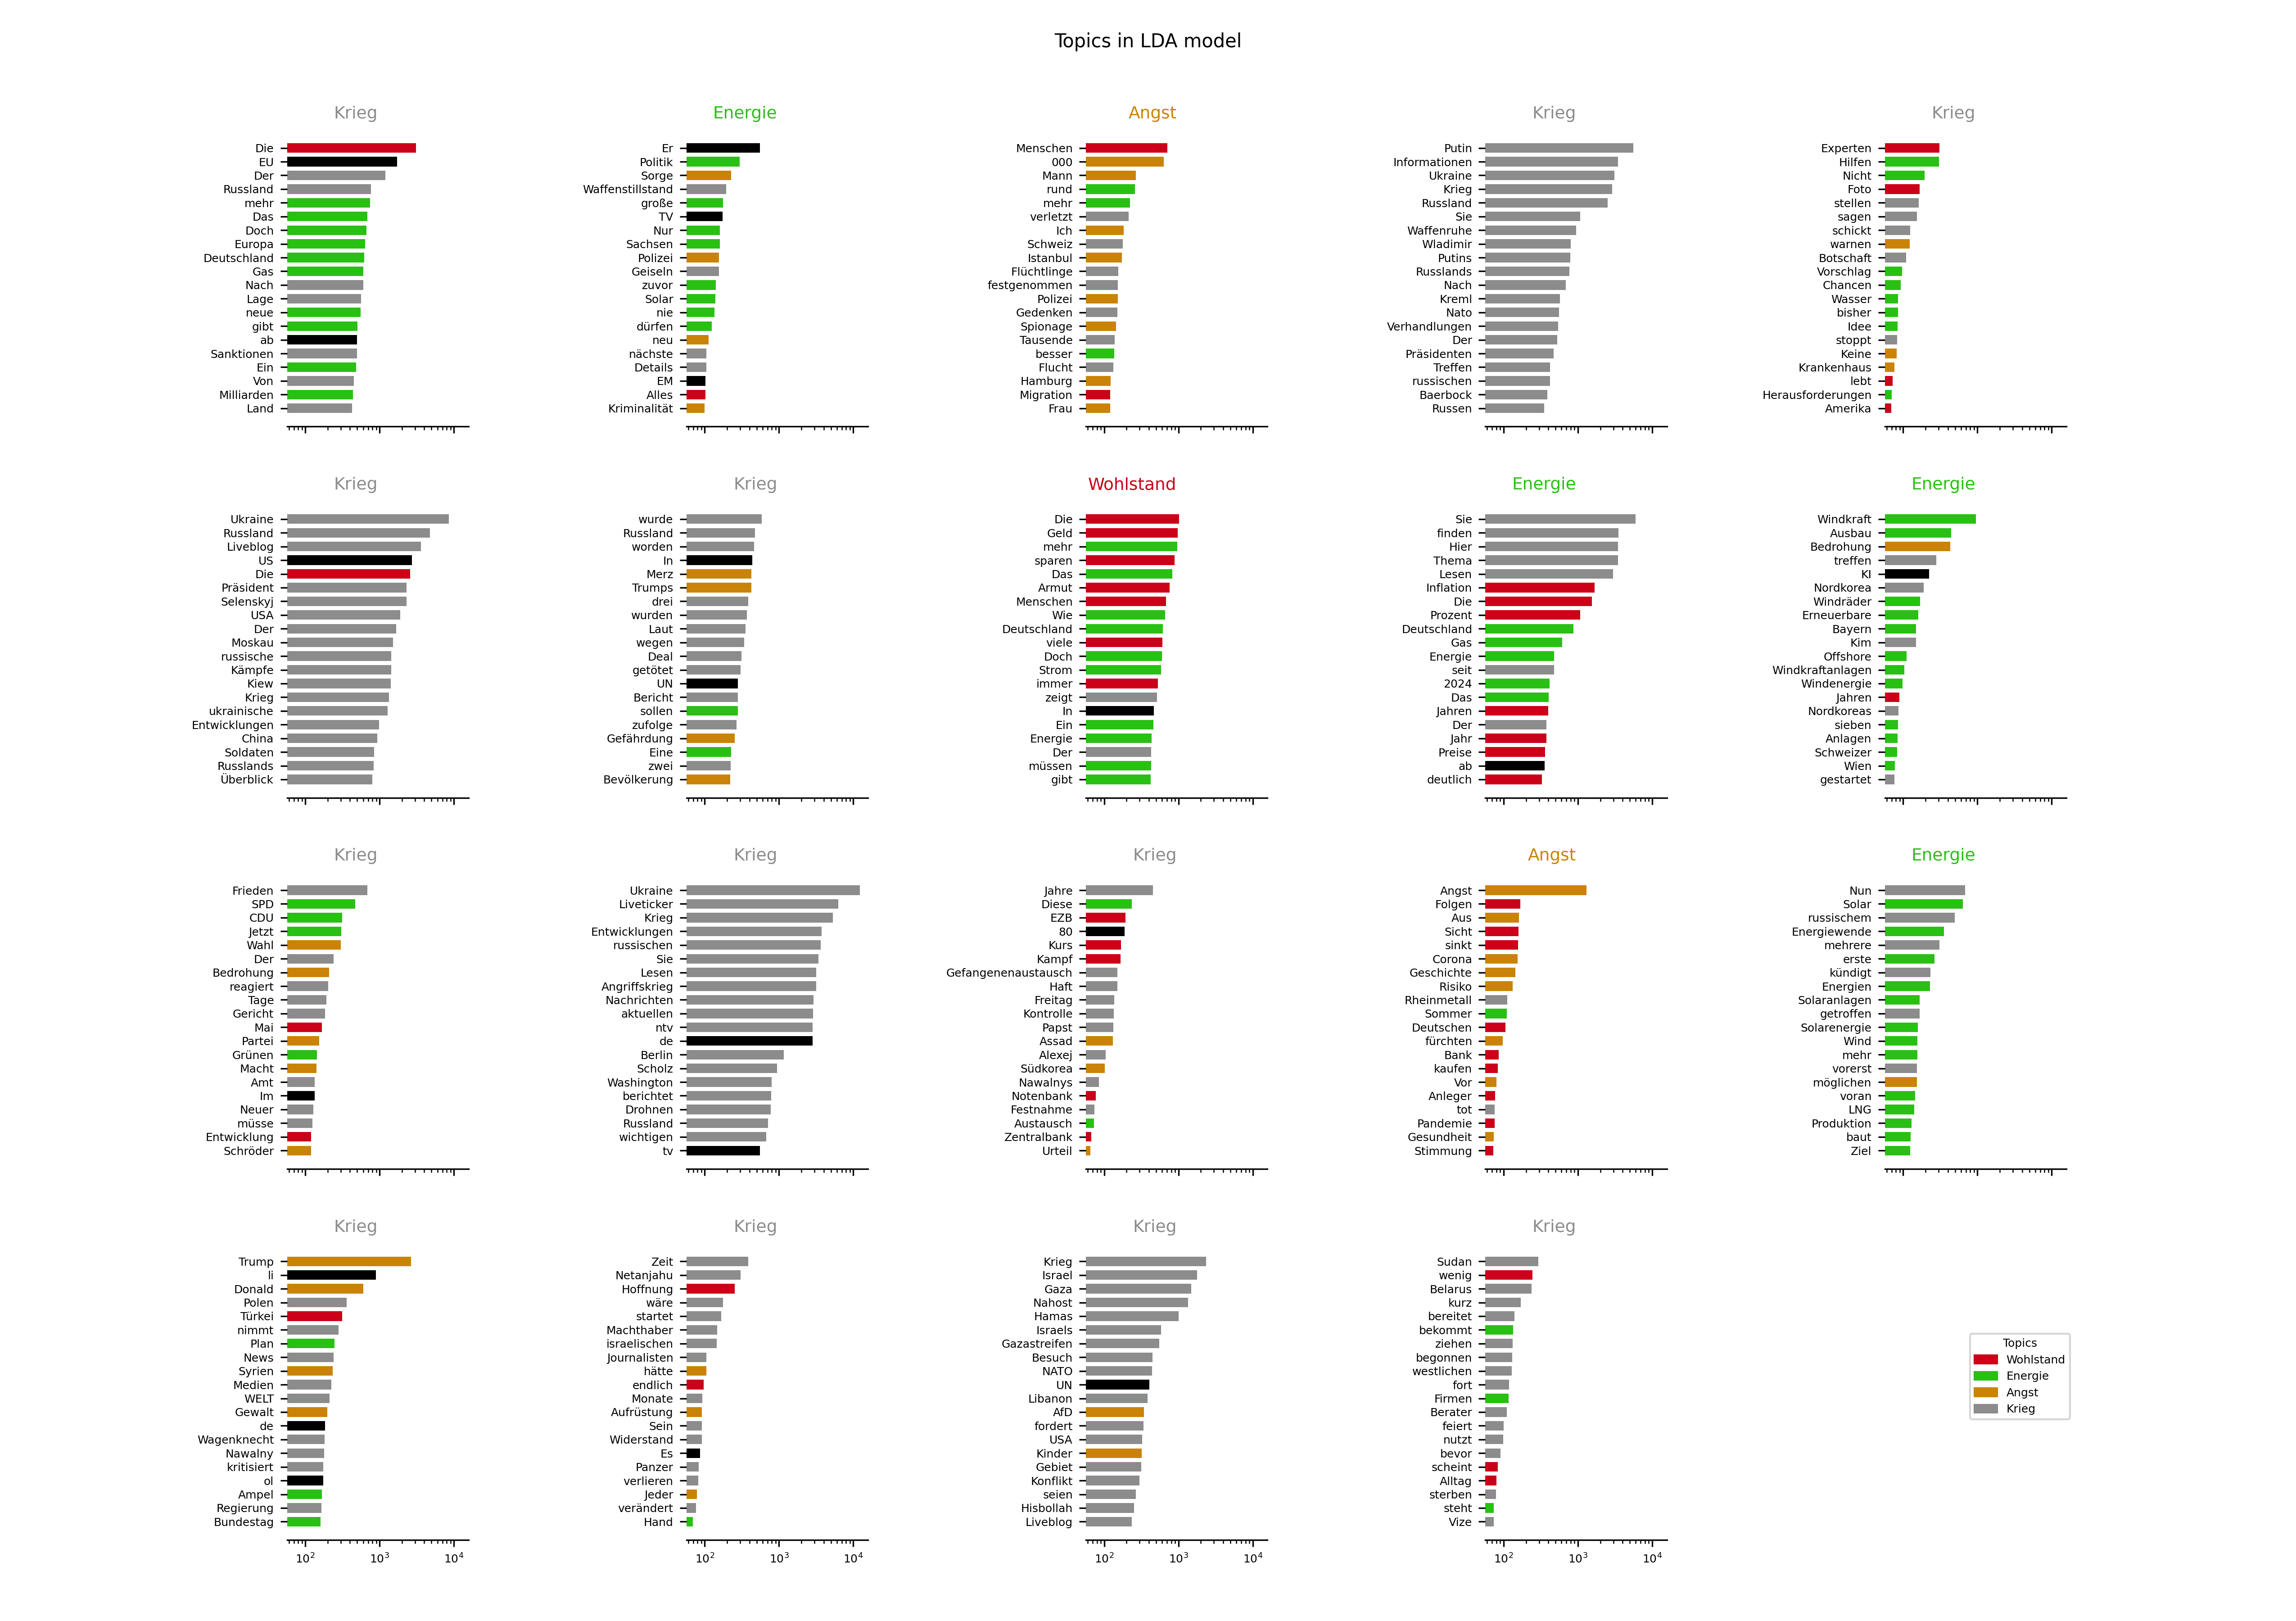 Topics in LDA model
Krieg
Die
EU
Der
Russland
mehr
Das
Doch
Europa
Deutschland
Gas
Nach
Lage
neue
gibt
ab
Sanktionen
Ein
Von
Milliarden
Land
Energie
Er
Politik
Sorge
Waffenstillstand
große
TV
Nur
Sachsen
Polizei
Geiseln
zuvor
Solar
nie
dürfen
neu
nächste
Details
EM
Alles
Kriminalität
Angst
Menschen
000
Mann
rund
mehr
verletzt
Ich
Schweiz
Istanbul
Flüchtlinge
festgenommen
Polizei
Gedenken
Spionage
Tausende
besser
Flucht
Hamburg
Migration
Frau
Krieg
Putin
Informationen
Ukraine
Krieg
Russland
Sie
Waffenruhe
Wladimir
Putins
Russlands
Nach
Kreml
Nato
Verhandlungen
Der
Präsidenten
Treffen
russischen
Baerbock
Russen
Krieg
Experten
Hilfen
Nicht
Foto
stellen
sagen
schickt
warnen
Botschaft
Vorschlag
Chancen
Wasser
bisher
Idee
stoppt
Keine
Krankenhaus
lebt
Herausforderungen
Amerika
Krieg
Ukraine
Russland
Liveblog
US
Die
Präsident
Selenskyj
USA
Der
Moskau
russische
Kämpfe
Kiew
Krieg
ukrainische
Entwicklungen
China
Soldaten
Russlands
Überblick
Krieg
wurde
Russland
worden
In
Merz
Trumps
drei
wurden
Laut
wegen
Deal
getötet
UN
Bericht
sollen
zufolge
Gefährdung
Eine
zwei
Bevölkerung
Wohlstand
Die
Geld
mehr
sparen
Das
Armut
Menschen
Wie
Deutschland
viele
Doch
Strom
immer
zeigt
In
Ein
Energie
Der
müssen
gibt
Energie
Sie
finden
Hier
Thema
Lesen
Inflation
Die
Prozent
Deutschland
Gas
Energie
seit
2024
Das
Jahren
Der
Jahr
Preise
ab
deutlich
Energie
Windkraft
Ausbau
Bedrohung
treffen
KI
Nordkorea
Windräder
Erneuerbare
Bayern
Kim
Offshore
Windkraftanlagen
Windenergie
Jahren
Nordkoreas
sieben
Anlagen
Schweizer
Wien
gestartet
Krieg
Frieden
SPD
CDU
Jetzt
Wahl
Der
Bedrohung
reagiert
Tage
Gericht
Mai
Partei
Grünen
Macht
Amt
Im
Neuer
müsse
Entwicklung
Schröder
Krieg
Ukraine
Liveticker
Krieg
Entwicklungen
russischen
Sie
Lesen
Angriffskrieg
Nachrichten
aktuellen
ntv
de
Berlin
Scholz
Washington
berichtet
Drohnen
Russland
wichtigen
tv
Krieg
Jahre
Diese
EZB
80
Kurs
Kampf
Gefangenenaustausch
Haft
Freitag
Kontrolle
Papst
Assad
Alexej
Südkorea
Nawalnys
Notenbank
Festnahme
Austausch
Zentralbank
Urteil
Angst
Angst
Folgen
Aus
Sicht
sinkt
Corona
Geschichte
Risiko
Rheinmetall
Sommer
Deutschen
fürchten
Bank
kaufen
Vor
Anleger
tot
Pandemie
Gesundheit
Stimmung
Energie
Nun
Solar
russischem
Energiewende
mehrere
erste
kündigt
Energien
Solaranlagen
getroffen
Solarenergie
Wind
mehr
vorerst
möglichen
voran
LNG
Produktion
baut
Ziel
Krieg
Trump
li
Donald
Polen
Türkei
nimmt
Plan
News
Syrien
Medien
WELT
Gewalt
de
Wagenknecht
Nawalny
kritisiert
ol
Ampel
Regierung
Bundestag
10² 10³ 10⁴
Krieg
Zeit
Netanjahu
Hoffnung
wäre
startet
Machthaber
israelischen
Journalisten
hätte
endlich
Monate
Aufrüstung
Sein
Widerstand
Es
Panzer
verlieren
Jeder
verändert
Hand
10² 10³ 10⁴
Krieg
Krieg
Israel
Gaza
Nahost
Hamas
Israels
Gazastreifen
Besuch
NATO
UN
Libanon
AfD
fordert
USA
Kinder
Gebiet
Konflikt
seien
Hisbollah
Liveblog
10² 10³ 10⁴
Krieg
Sudan
wenig
Belarus
kurz
bereitet
bekommt
ziehen
begonnen
westlichen
fort
Firmen
Berater
feiert
nutzt
bevor
scheint
Alltag
sterben
steht
Vize
10² 10³ 10⁴
Topics
Wohlstand
Energie
Angst
Krieg